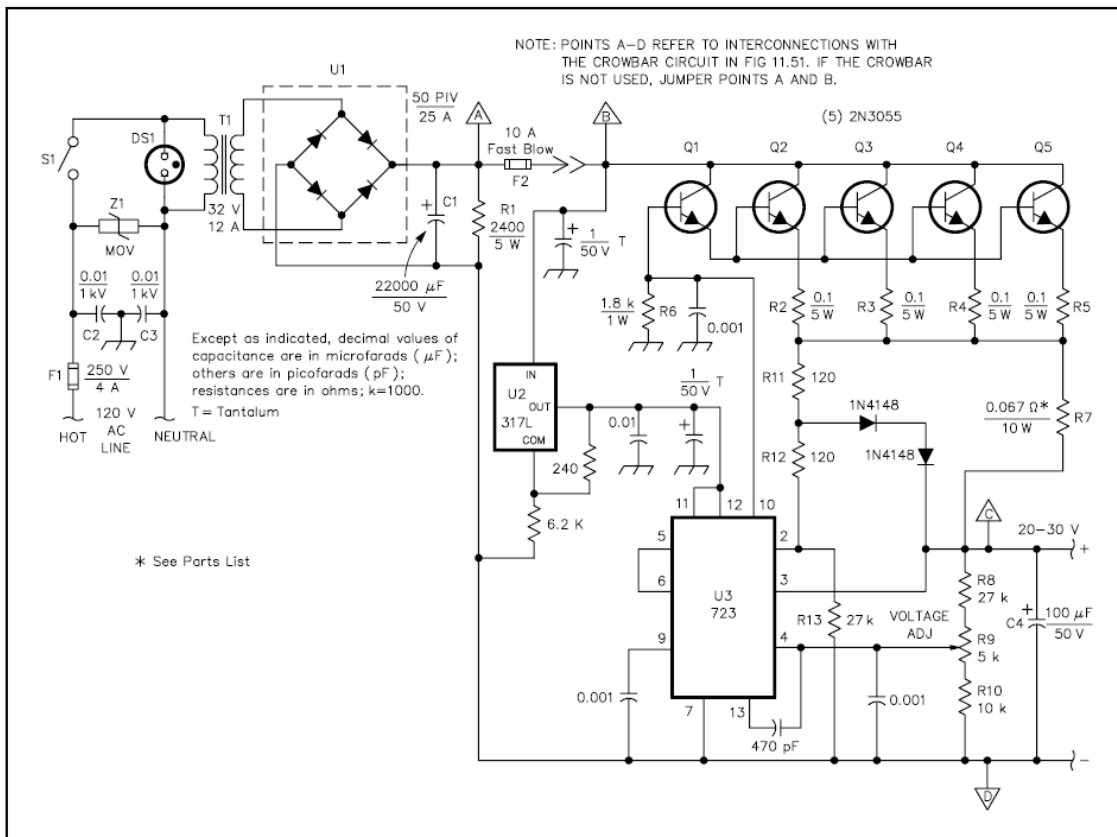 NOTE: POINTS A-D REFER TO INTERCONNECTIONS WITH
THE CROWBAR CIRCUIT IN FIG 11.51. IF THE CROWBAR
IS NOT USED, JUMPER POINTS A AND B.
U1
50 PIV
25 A
A
B
(5) 2N3055
S1
DS1
T1
10 A
Fast Blow
F2
Q1
Q2
Q3
Q4
Q5
Z1
MOV
32 V
12 A
+
C1
R1
2400
5 W
+
1
50 V
T
22000 µF
50 V
0.01
1 kV
0.01
1 kV
C2
C3
1.8 k
1 W
R6
0.001
R2
0.1
5 W
R3
0.1
5 W
R4
0.1
5 W
R5
0.1
5 W
Except as indicated, decimal values of
capacitance are in microfarads ( µF);
others are in picofarads ( pF);
resistances are in ohms; k=1000.
T = Tantalum
F1
250 V
4 A
HOT
120 V
AC
LINE
NEUTRAL
IN
U2
317L
OUT
COM
1
50 V
T
0.01
+
240
6.2 K
R11
120
1N4148
1N4148
R12
120
0.067 Ω*
10 W
R7
C
20-30 V
+
11
12
10
5
6
9
2
3
4
7
13
U3
723
R13
27 k
VOLTAGE
ADJ
R8
27 k
R9
5 k
R10
10 k
+
C4
100 µF
50 V
0.001
470 pF
0.001
-
D
* See Parts List